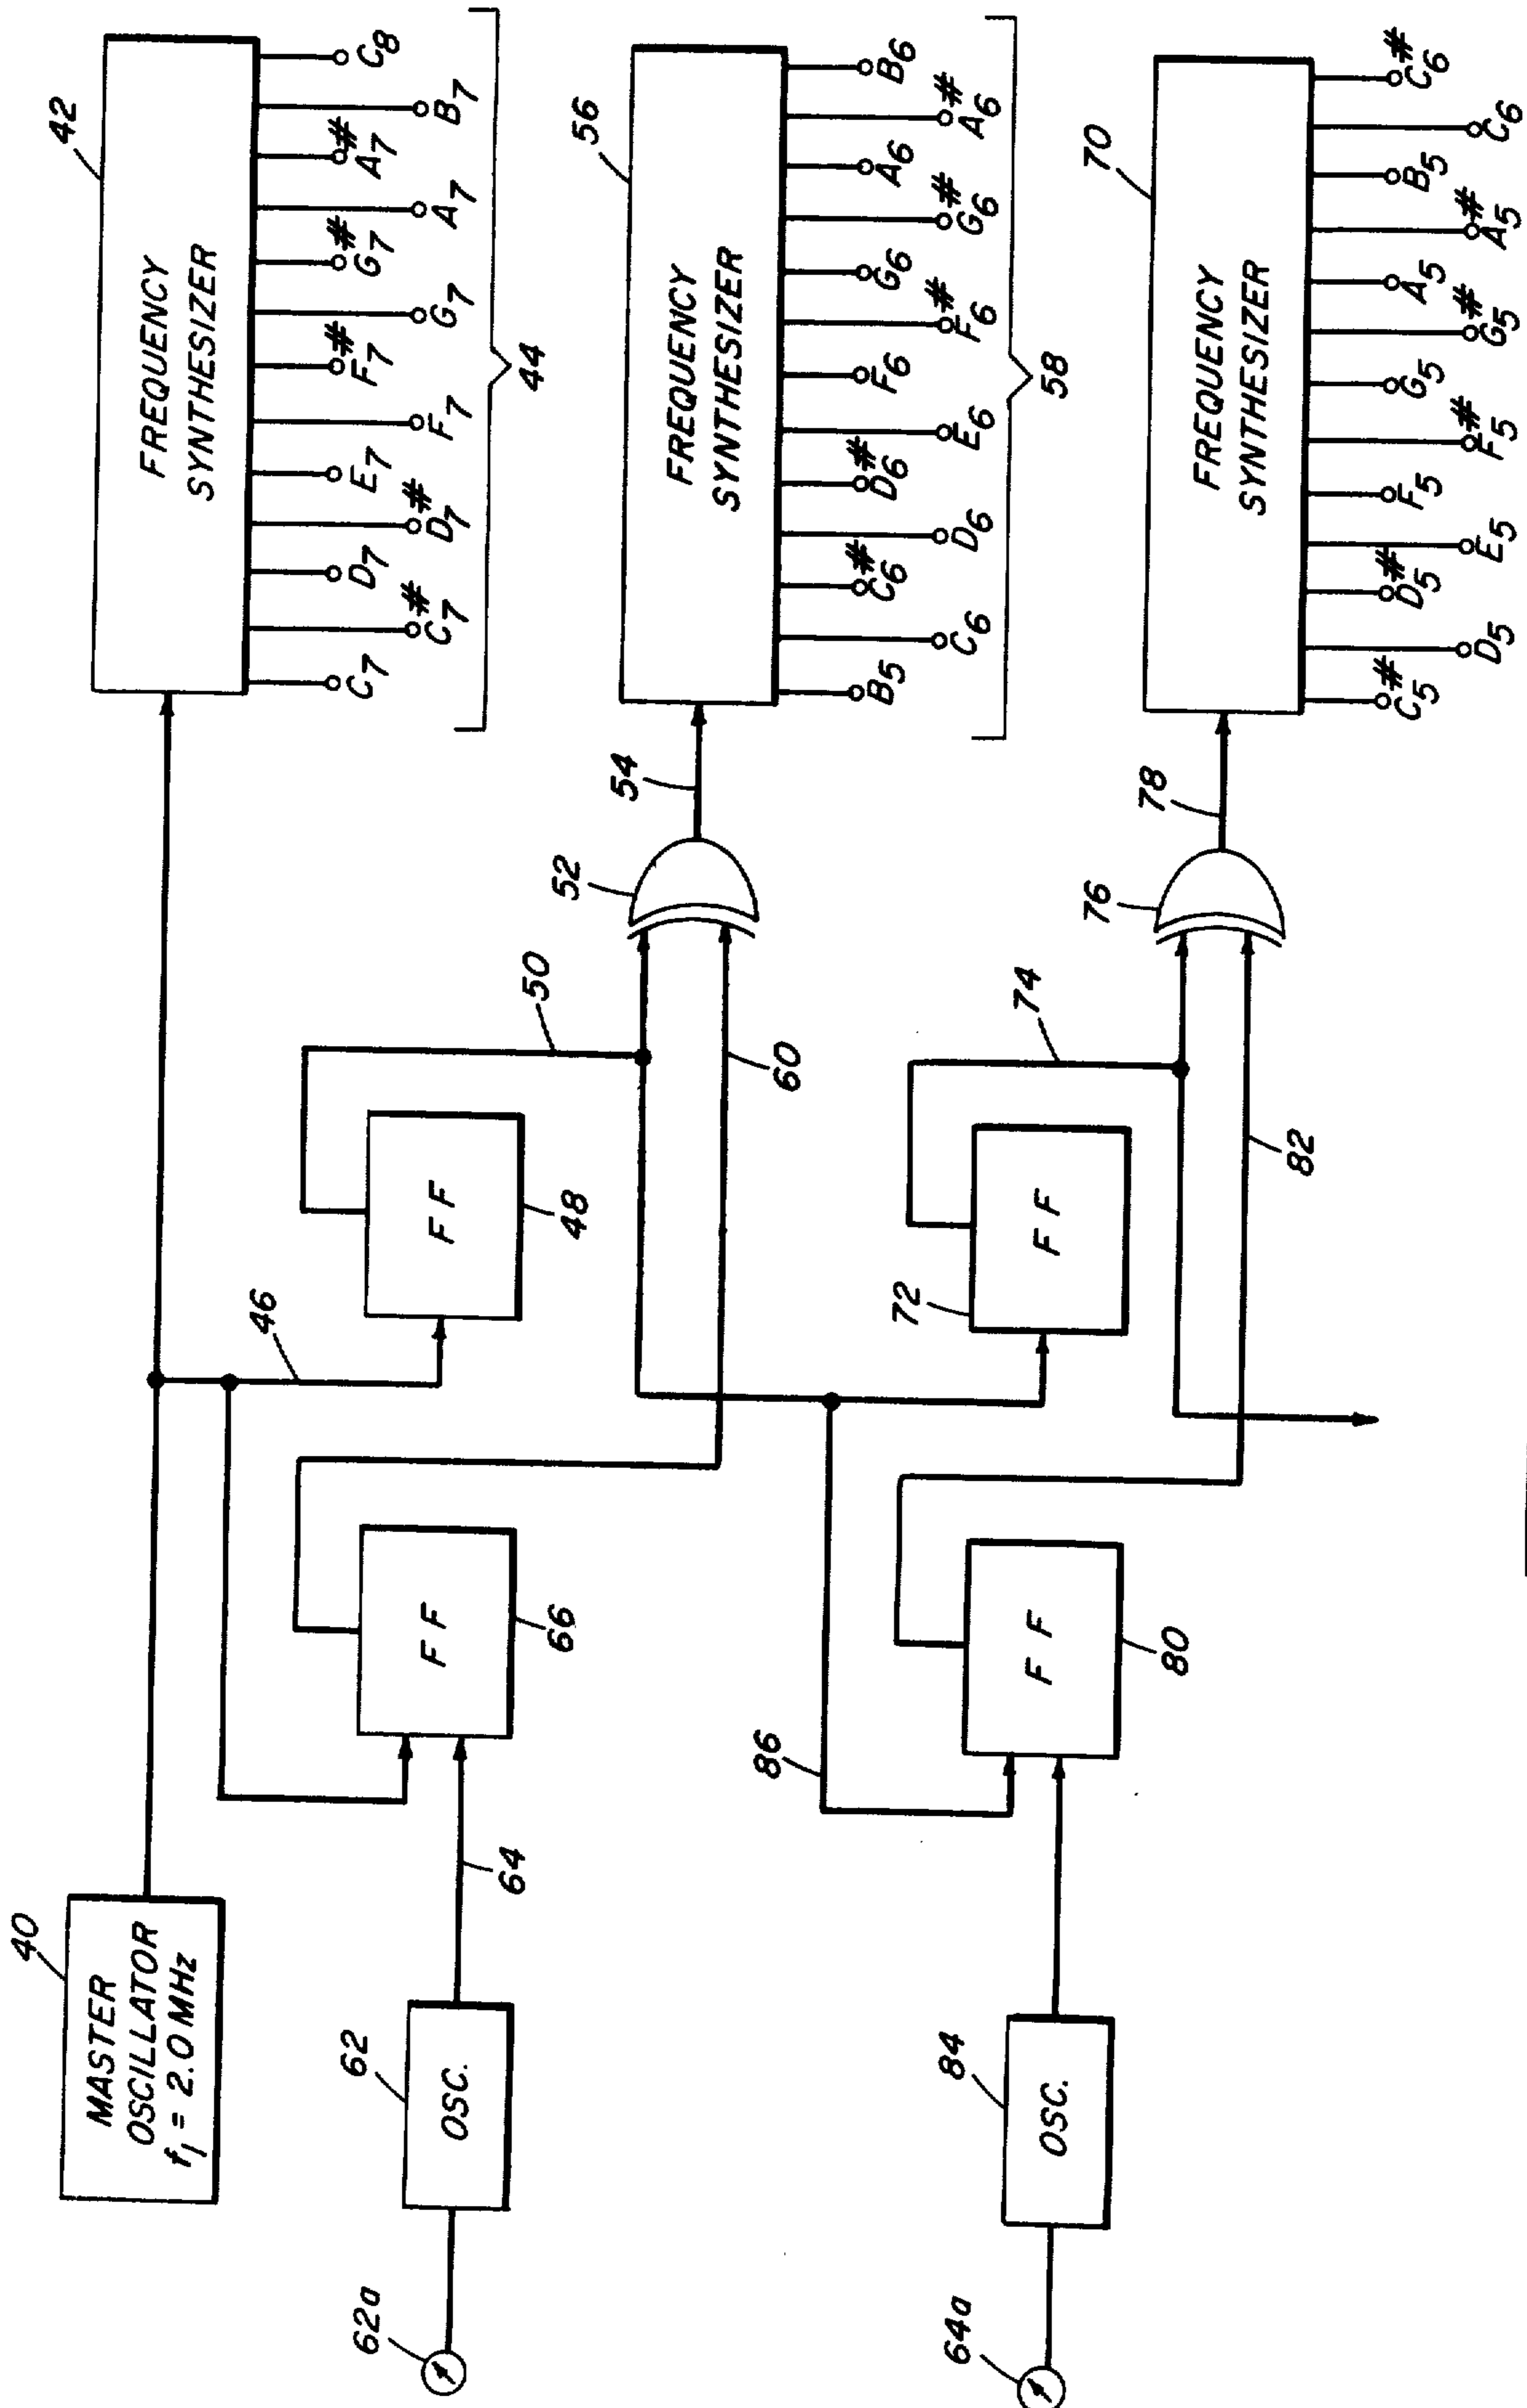 40
MASTER
OSCILLATOR
f1 = 2.0 MHz
42
FREQUENCY
SYNTHESIZER
C7 C#7 D7 D#7 E7 F7 F#7 G7 G#7 A7 A#7 B7 C8
44
46
FF
48
50
62a
62
OSC.
64
FF
66
52
54
60
56
FREQUENCY
SYNTHESIZER
B5 C6 C#6 D6 D#6 E6 F6 F#6 G6 G#6 A6 A#6 B6
58
64a
84
OSC.
86
FF
80
72
FF
74
76
78
82
70
FREQUENCY
SYNTHESIZER
C#5 D5 D#5 E5 F5 F#5 G5 G#5 A5 A#5 B5 C6 C#6